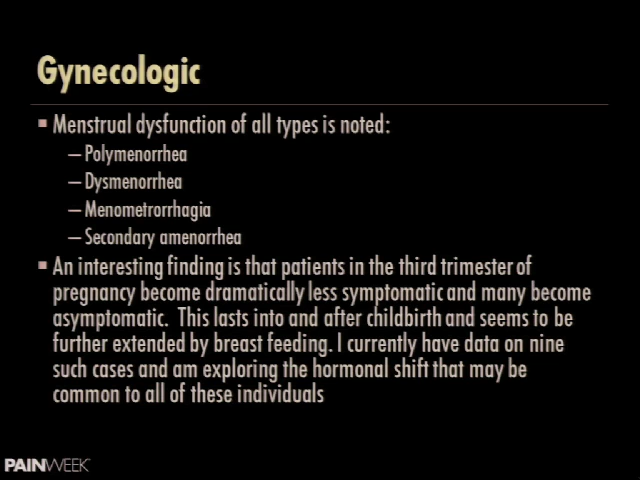 Gynecologic
▪ Menstrual dysfunction of all types is noted:
– Polymenorrhea
– Dysmenorrhea
– Menometrorrhagia
– Secondary amenorrhea
▪ An interesting finding is that patients in the third trimester of
pregnancy become dramatically less symptomatic and many become
asymptomatic. This lasts into and after childbirth and seems to be
further extended by breast feeding. I currently have data on nine
such cases and am exploring the hormonal shift that may be
common to all of these individuals
PAINWEEK